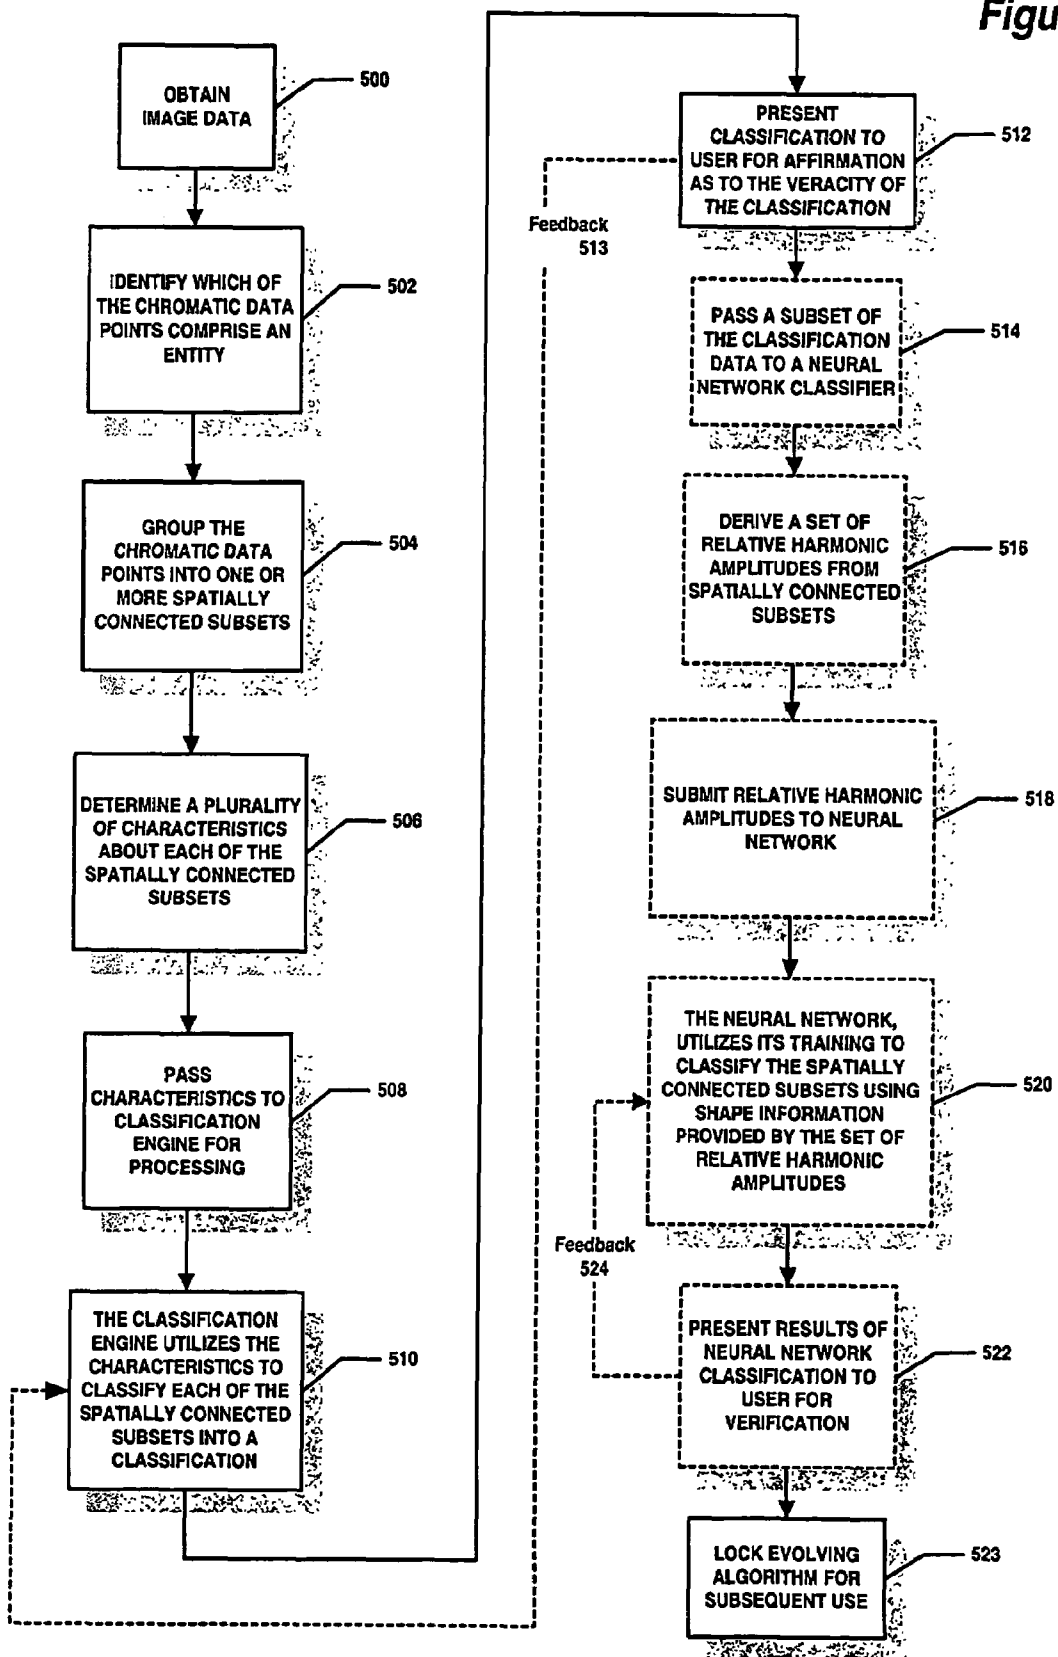 Figu
OBTAIN
IMAGE DATA
500
IDENTIFY WHICH OF
THE CHROMATIC DATA
POINTS COMPRISE AN
ENTITY
502
GROUP THE
CHROMATIC DATA
POINTS INTO ONE OR
MORE SPATIALLY
CONNECTED SUBSETS
504
DETERMINE A PLURALITY
OF CHARACTERISTICS
ABOUT EACH OF THE
SPATIALLY CONNECTED
SUBSETS
506
PASS
CHARACTERISTICS TO
CLASSIFICATION
ENGINE FOR
PROCESSING
508
THE CLASSIFICATION
ENGINE UTILIZES THE
CHARACTERISTICS TO
CLASSIFY EACH OF THE
SPATIALLY CONNECTED
SUBSETS INTO A
CLASSIFICATION
510
PRESENT
CLASSIFICATION TO
USER FOR AFFIRMATION
AS TO THE VERACITY OF
THE CLASSIFICATION
512
Feedback
513
PASS A SUBSET OF
THE CLASSIFICATION
DATA TO A NEURAL
NETWORK CLASSIFIER
514
DERIVE A SET OF
RELATIVE HARMONIC
AMPLITUDES FROM
SPATIALLY CONNECTED
SUBSETS
516
SUBMIT RELATIVE HARMONIC
AMPLITUDES TO NEURAL
NETWORK
518
THE NEURAL NETWORK,
UTILIZES ITS TRAINING TO
CLASSIFY THE SPATIALLY
CONNECTED SUBSETS USING
SHAPE INFORMATION
PROVIDED BY THE SET OF
RELATIVE HARMONIC
AMPLITUDES
520
Feedback
524
PRESENT RESULTS OF
NEURAL NETWORK
CLASSIFICATION TO
USER FOR
VERIFICATION
522
LOCK EVOLVING
ALGORITHM FOR
SUBSEQUENT USE
523